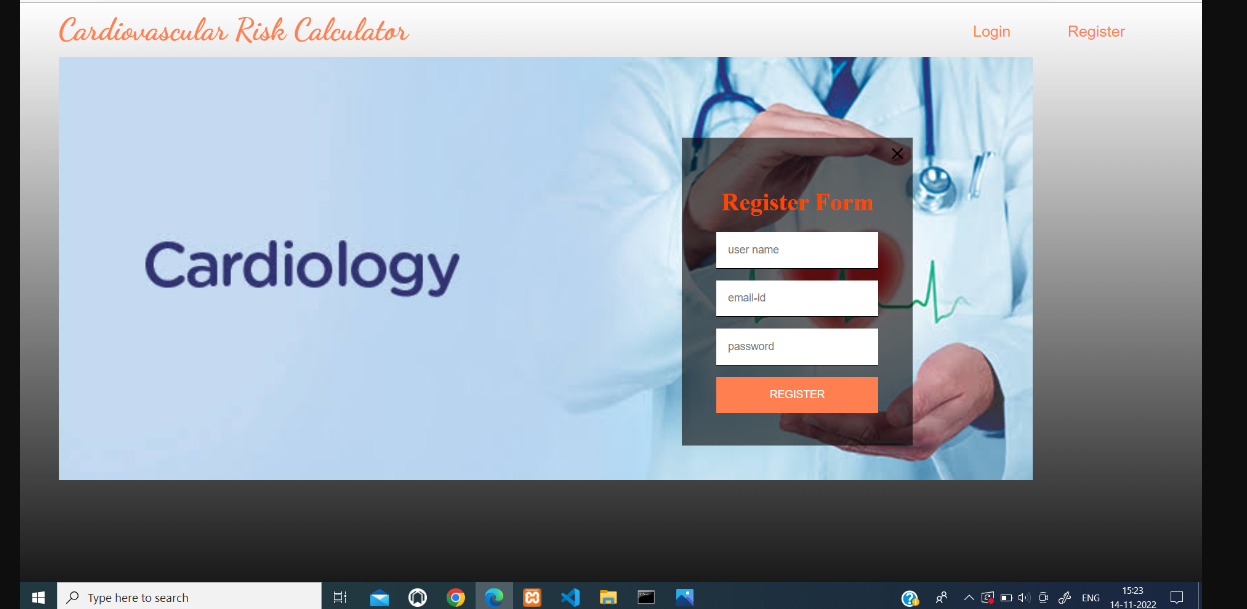 Cardiovascular Risk Calculator
Login
Register
Cardiology
Register Form
user name
email-id
password
REGISTER
Type here to search
ENG
15:23
14-11-2022